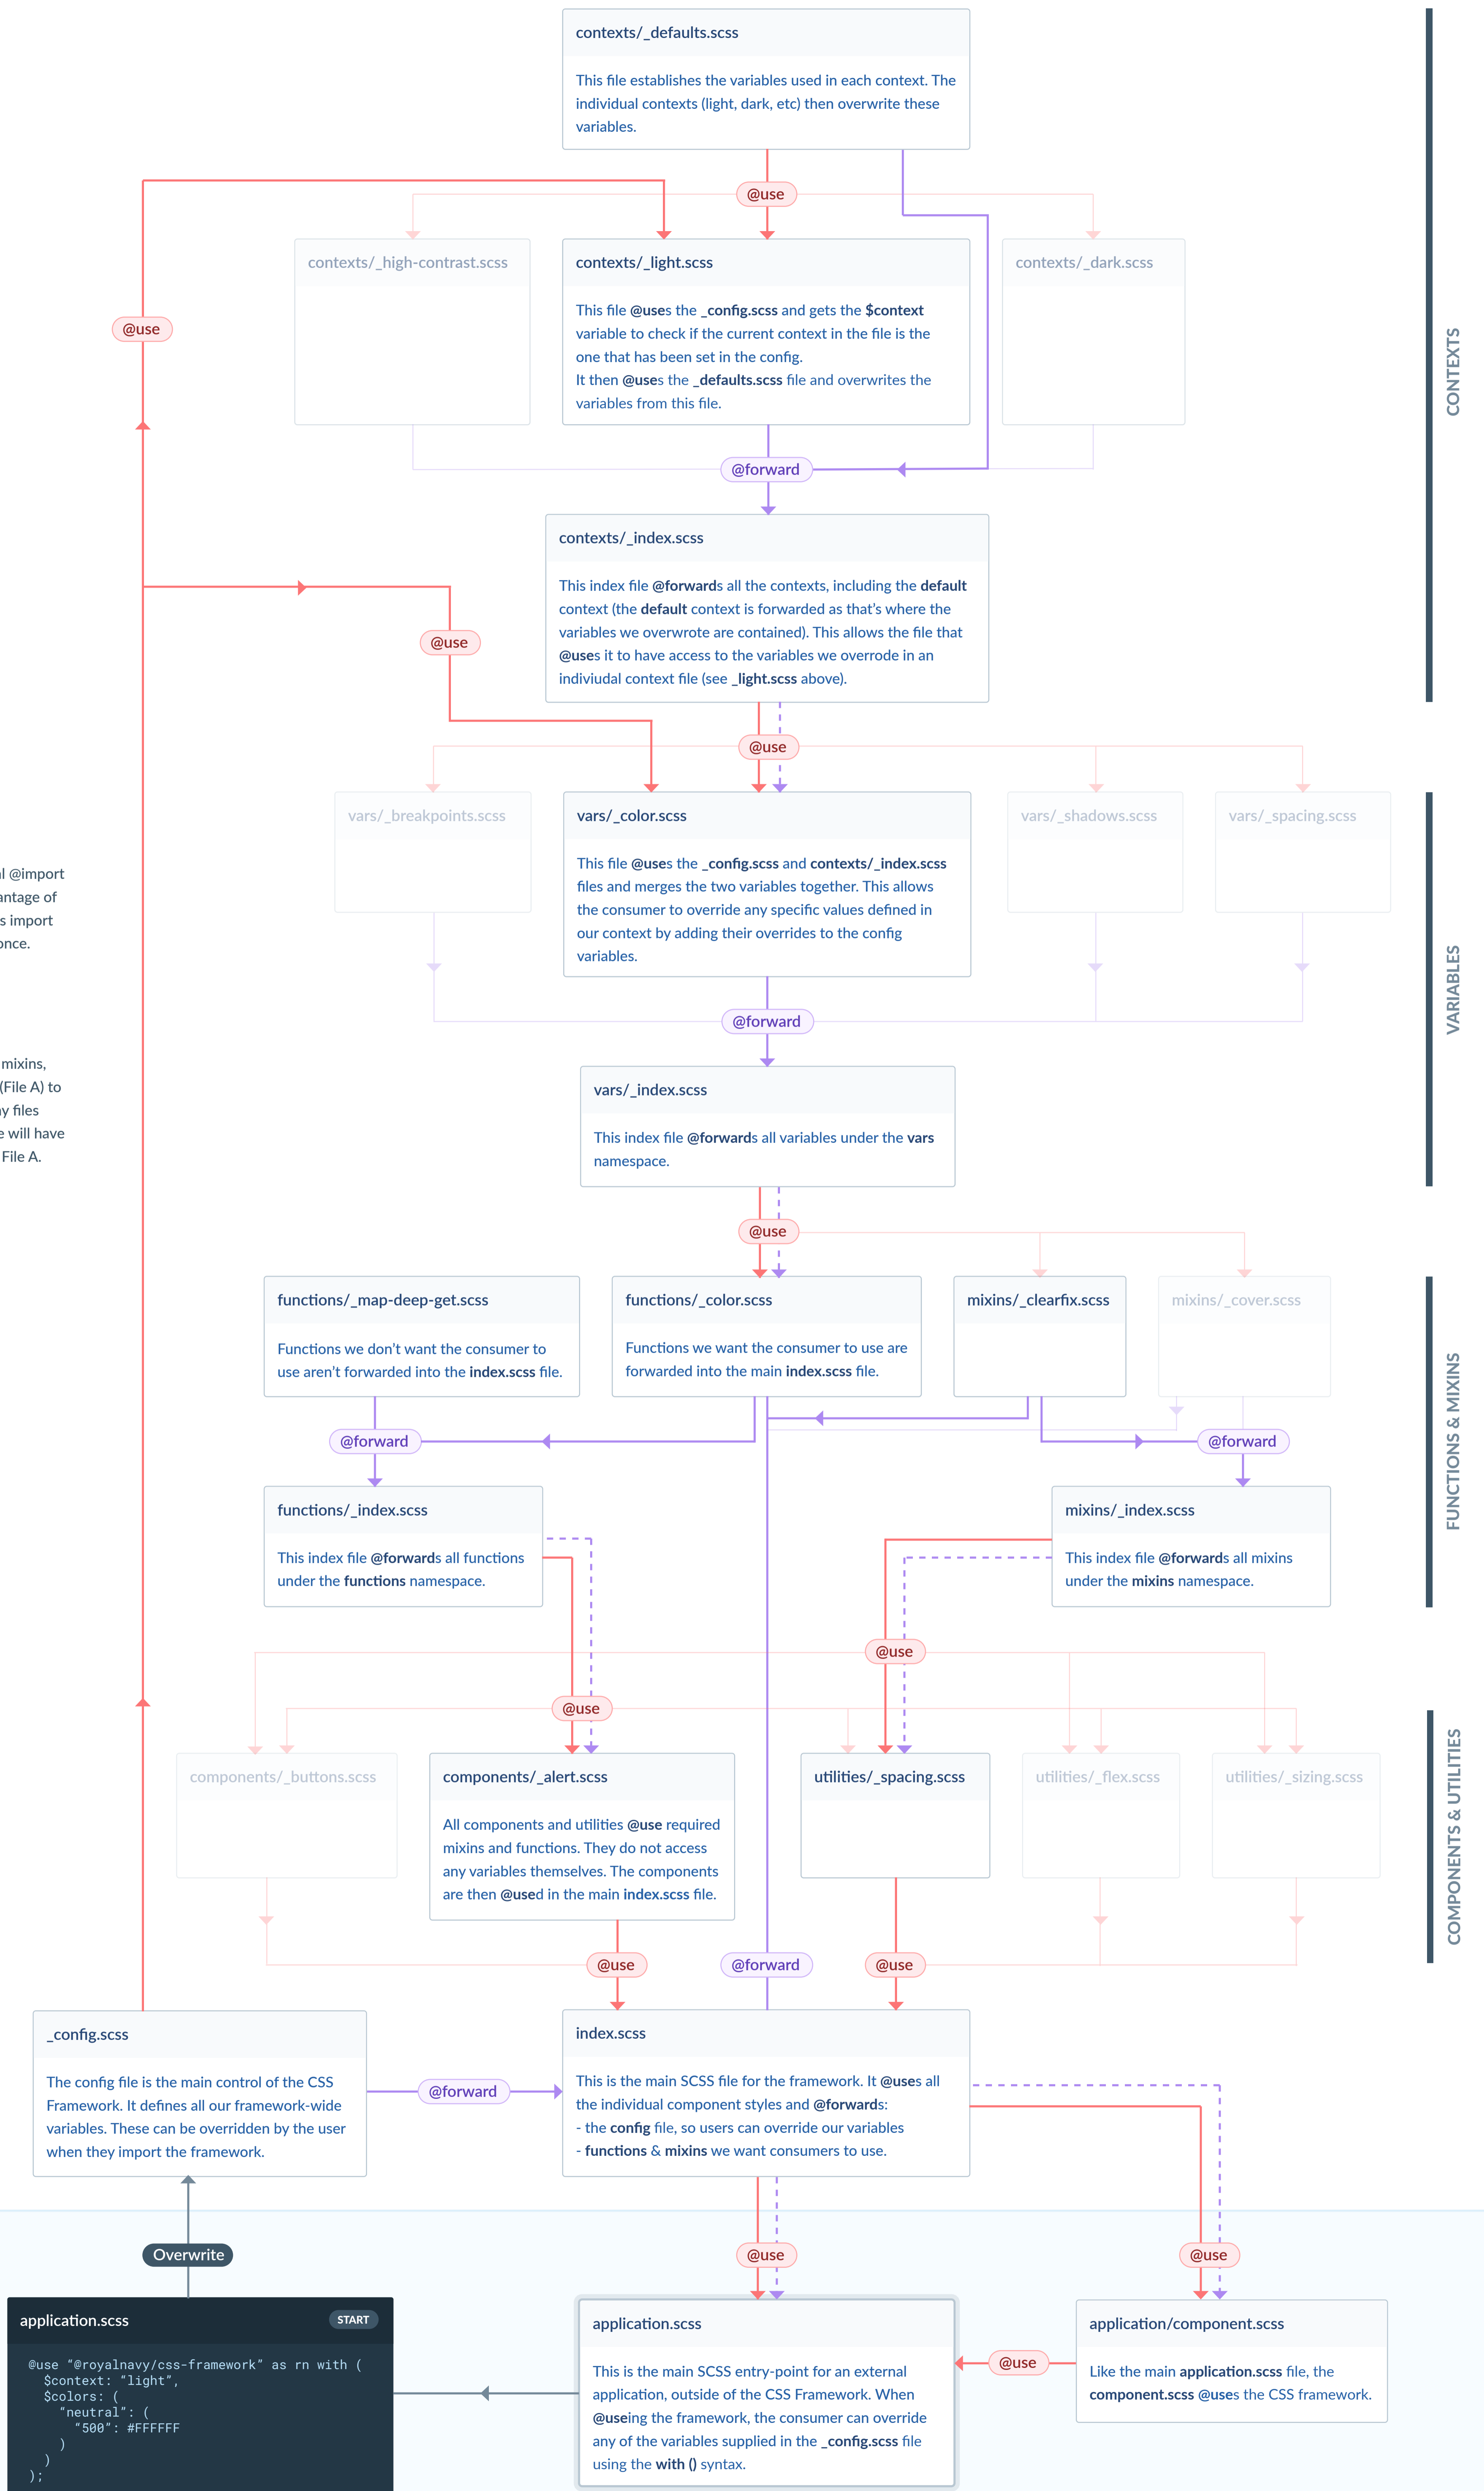 contexts/_defaults.scss
This file establishes the variables used in each context. The
individual contexts (light, dark, etc) then overwrite these
variables.
@use
contexts/_high-contrast.scss
contexts/_light.scss
This file @uses the _config.scss and gets the $context
variable to check if the current context in the file is the
one that has been set in the config.
It then @uses the _defaults.scss file and overwrites the
variables from this file.
contexts/_dark.scss
@use
@forward
CONTEXTS
contexts/_index.scss
This index file @forwards all the contexts, including the default
context (the default context is forwarded as that's where the
variables we overwrote are contained). This allows the file that
@uses it to have access to the variables we overrode in an
indiviudal context file (see _light.scss above).
@use
@use
vars/_breakpoints.scss
vars/_color.scss
This file @uses the _config.scss and contexts/_index.scss
files and merges the two variables together. This allows
the consumer to override any specific values defined in
our context by adding their overrides to the config
variables.
vars/_shadows.scss
vars/_spacing.scss
l @import
antage of
s import
once.
@forward
VARIABLES
mixins,
(File A) to
y files
e will have
File A.
vars/_index.scss
This index file @forwards all variables under the vars
namespace.
@use
functions/_map-deep-get.scss
Functions we don't want the consumer to
use aren't forwarded into the index.scss file.
functions/_color.scss
Functions we want the consumer to use are
forwarded into the main index.scss file.
mixins/_clearfix.scss
mixins/_cover.scss
@forward
@forward
FUNCTIONS & MIXINS
functions/_index.scss
This index file @forwards all functions
under the functions namespace.
mixins/_index.scss
This index file @forwards all mixins
under the mixins namespace.
@use
@use
components/_buttons.scss
components/_alert.scss
All components and utilities @use required
mixins and functions. They do not access
any variables themselves. The components
are then @used in the main index.scss file.
utilities/_spacing.scss
utilities/_flex.scss
utilities/_sizing.scss
COMPONENTS & UTILITIES
@use
@forward
@use
_config.scss
The config file is the main control of the CSS
Framework. It defines all our framework-wide
variables. These can be overridden by the user
when they import the framework.
@forward
index.scss
This is the main SCSS file for the framework. It @uses all
the individual component styles and @forwards:
- the config file, so users can override our variables
- functions & mixins we want consumers to use.
Overwrite
@use
@use
application.scss
START
@use “@royalnavy/css-framework” as rn with (
$context: “light”,
$colors: (
“neutral”: (
“500”: #FFFFFF
)
)
);
application.scss
This is the main SCSS entry-point for an external
application, outside of the CSS Framework. When
@useing the framework, the consumer can override
any of the variables supplied in the _config.scss file
using the with () syntax.
@use
application/component.scss
Like the main application.scss file, the
component.scss @uses the CSS framework.